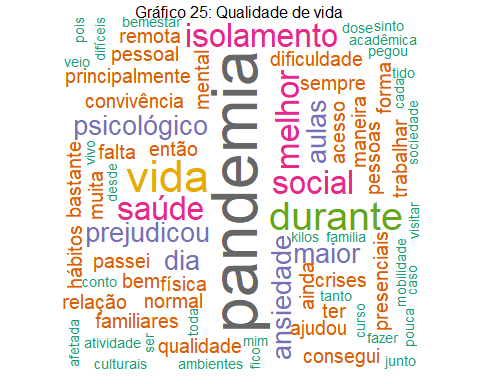 Gráfico 25: Qualidade de vida
pois
difíceis
bemestar
remota
isolamento
dose
sinto
acadêmica
veio
pessoal
mental
dificuldade
pegou
principalmente
sempre
forma
cada
tido
convivência
melhor
aulas
acesso
maneira
pessoas
trabalhar
sociedade
psicológico
pandemia
bastante
vivo
falta
então
desde
vida
social
muita
saúde
durante
visitar
hábitos
prejudicou
ansiedade
kilos
familia
maior
presenciais
mobilidade
caso
passei
dia
ainda
crises
conto
bem
física
tanto
relação
normal
ter
curso
pouca
familiares
toda
ajudou
afetada
atividade
ser
qualidade
mim
fazer
culturais
ambientes
ficom
consegui
junto